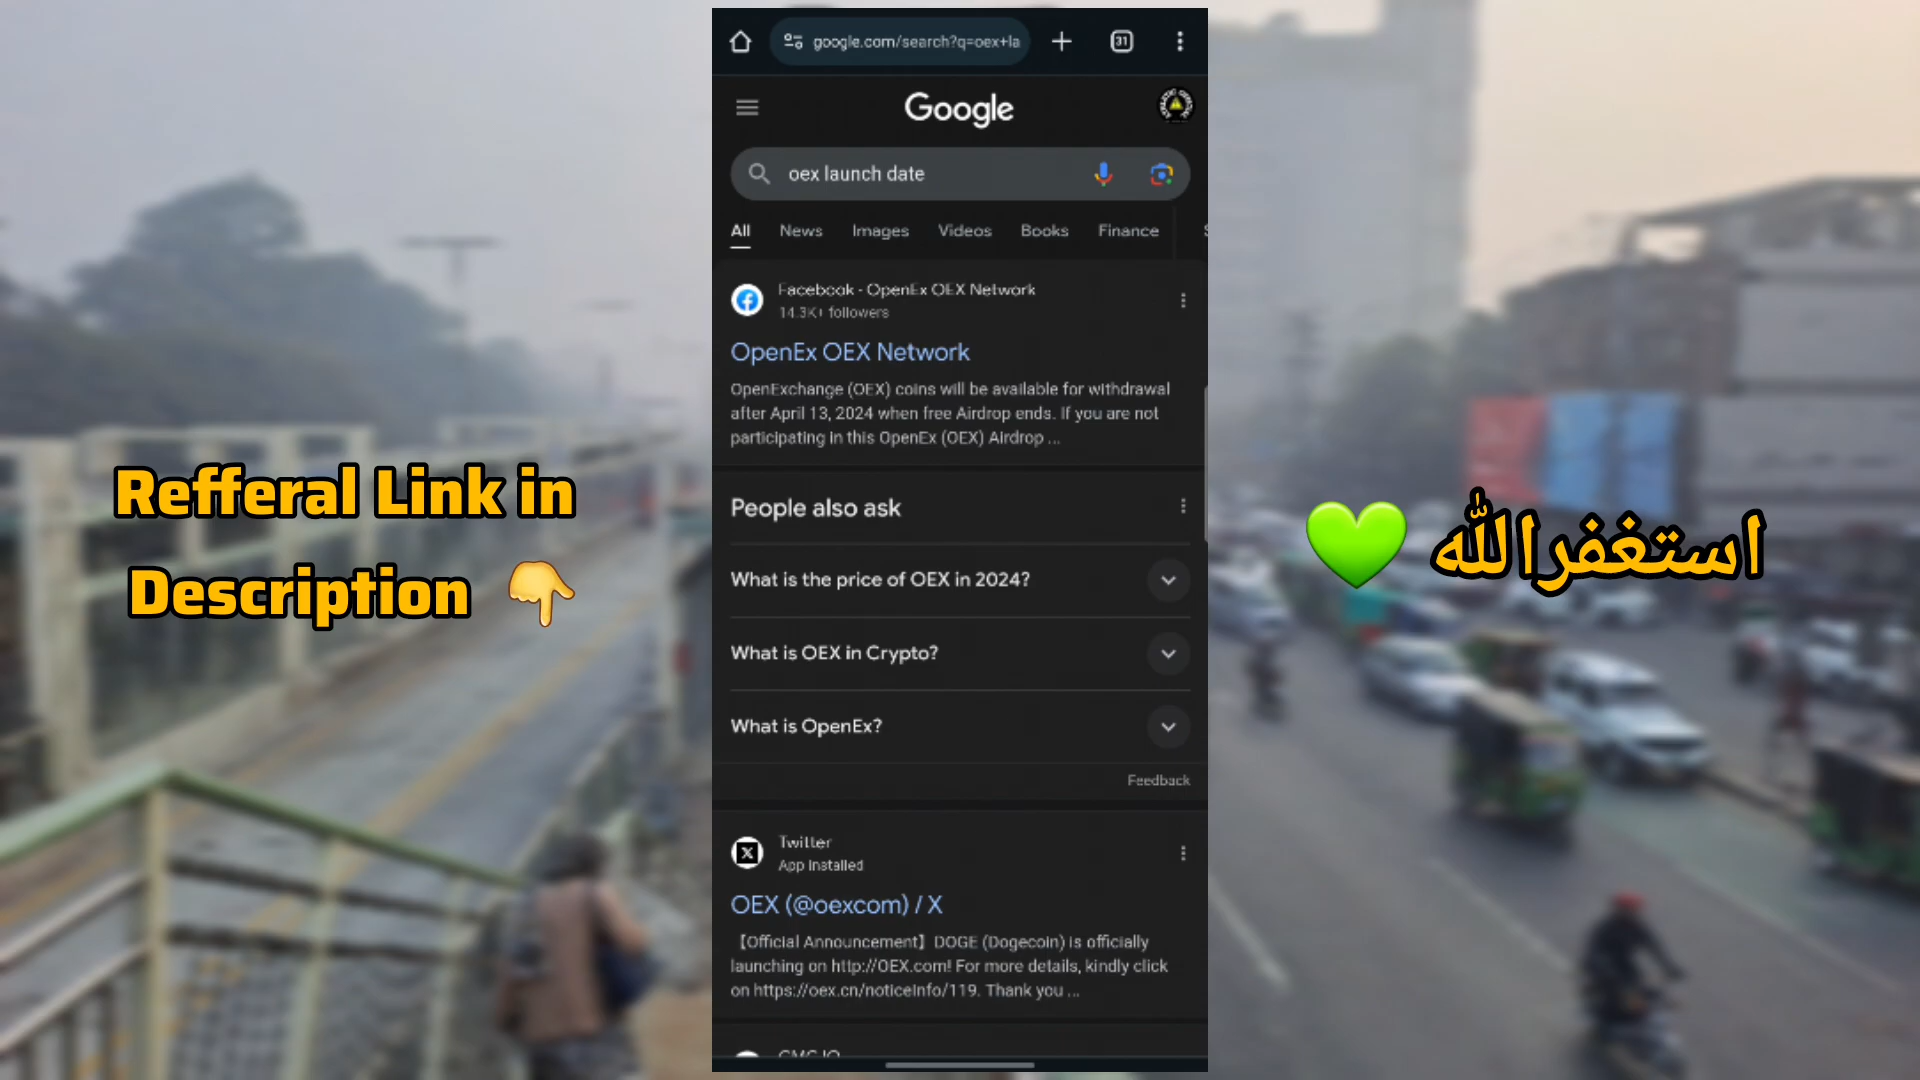 google.com/search?q=oex+la
31
Google
oex launch date
All News Images Videos Books Finance
Facebook - OpenEx OEX Network
14.3K+ followers
OpenEx OEX Network
OpenExchange (OEX) coins will be available for withdrawal
after April 13, 2024 when free Airdrop ends. If you are not
participating in this OpenEx (OEX) Airdrop ...
People also ask
What is the price of OEX in 2024?
What is OEX in Crypto?
What is OpenEx?
Feedback
Twitter
App installed
OEX (@oexcom) / X
【Official Announcement】DOGE (Dogecoin) is officially
launching on http://OEX.com! For more details, kindly click
on https://oex.cn/noticeInfo/119. Thank you ...
Refferal Link in
Description 👇
استغفراللہ 💚